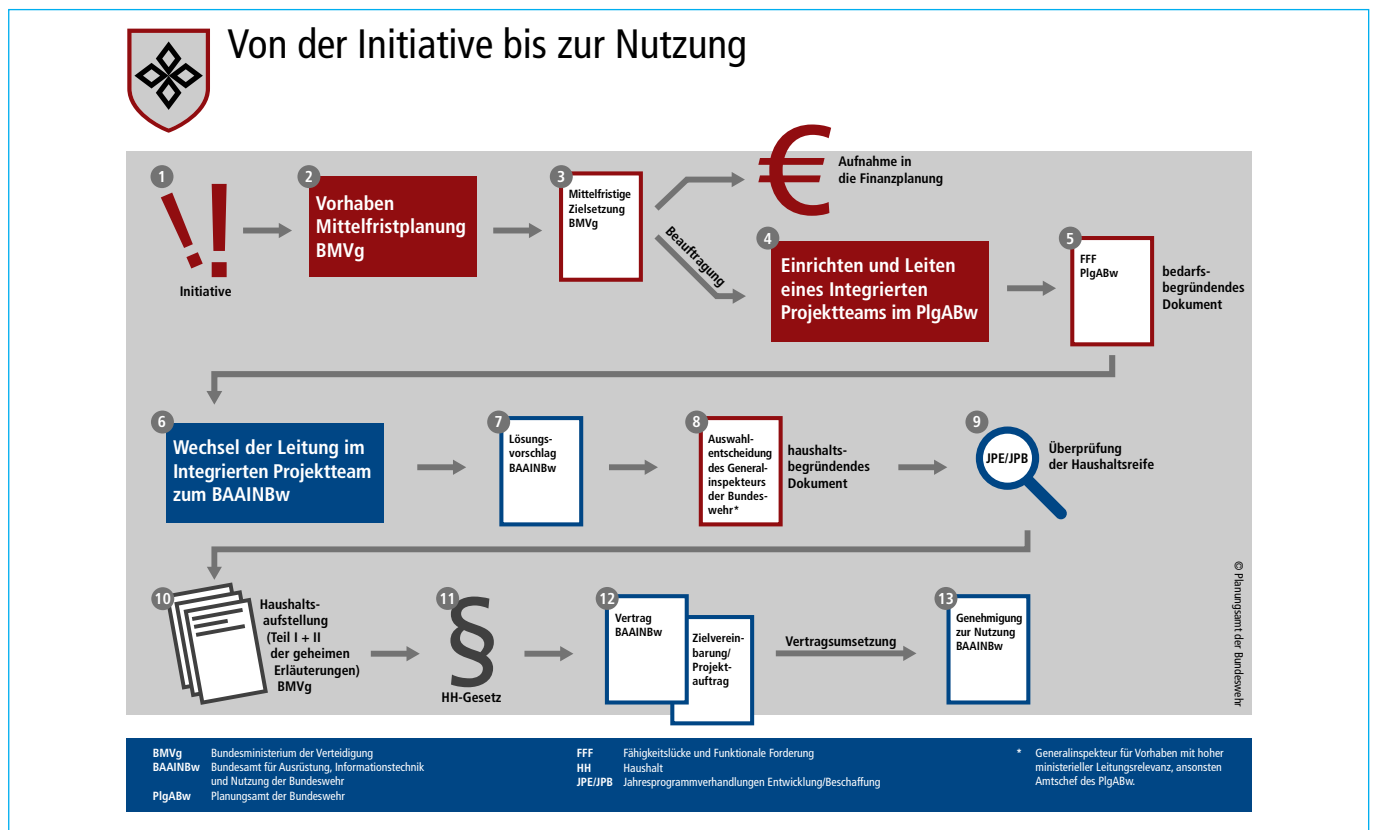 Von der Initiative bis zur Nutzung
1
Initiative
2
Vorhaben
Mittelfristplanung
BMVg
3
Mittelfristige
Zielsetzung
BMVg
€
Aufnahme in
die Finanzplanung
Beauftragung
4
Einrichten und Leiten
eines Integrierten
Projektteams im PlgABw
5
FFF
PlgABw
bedarfs-
begründendes
Dokument
6
Wechsel der Leitung im
Integrierten Projektteam
zum BAAINBw
7
Lösungs-
vorschlag
BAAINBw
8
Auswahl-
entscheidung
des General-
inspekteurs
der Bundes-
wehr*
haushalts-
begründendes
Dokument
9
JPE/JPB
Überprüfung
der Haushaltsreife
10
Haushalts-
aufstellung
(Teil I + II
der geheimen
Erläuterungen)
BMVg
11
§
HH-Gesetz
12
Vertrag
BAAINBw
Zielverein-
barung/
Projekt-
auftrag
Vertragsumsetzung
13
Genehmigung
zur Nutzung
BAAINBw
© Planungsamt der Bundeswehr
BMVg Bundesministerium der Verteidigung
BAAINBw Bundesamt für Ausrüstung, Informationstechnik
und Nutzung der Bundeswehr
PlgABw Planungsamt der Bundeswehr
FFF Fähigkeitslücke und Funktionale Forderung
HH Haushalt
JPE/JPB Jahresprogrammverhandlungen Entwicklung/Beschaffung
* Generalinspekteur für Vorhaben mit hoher
ministerieller Leitungsrelevanz, ansonsten
Amtschef des PlgABw.